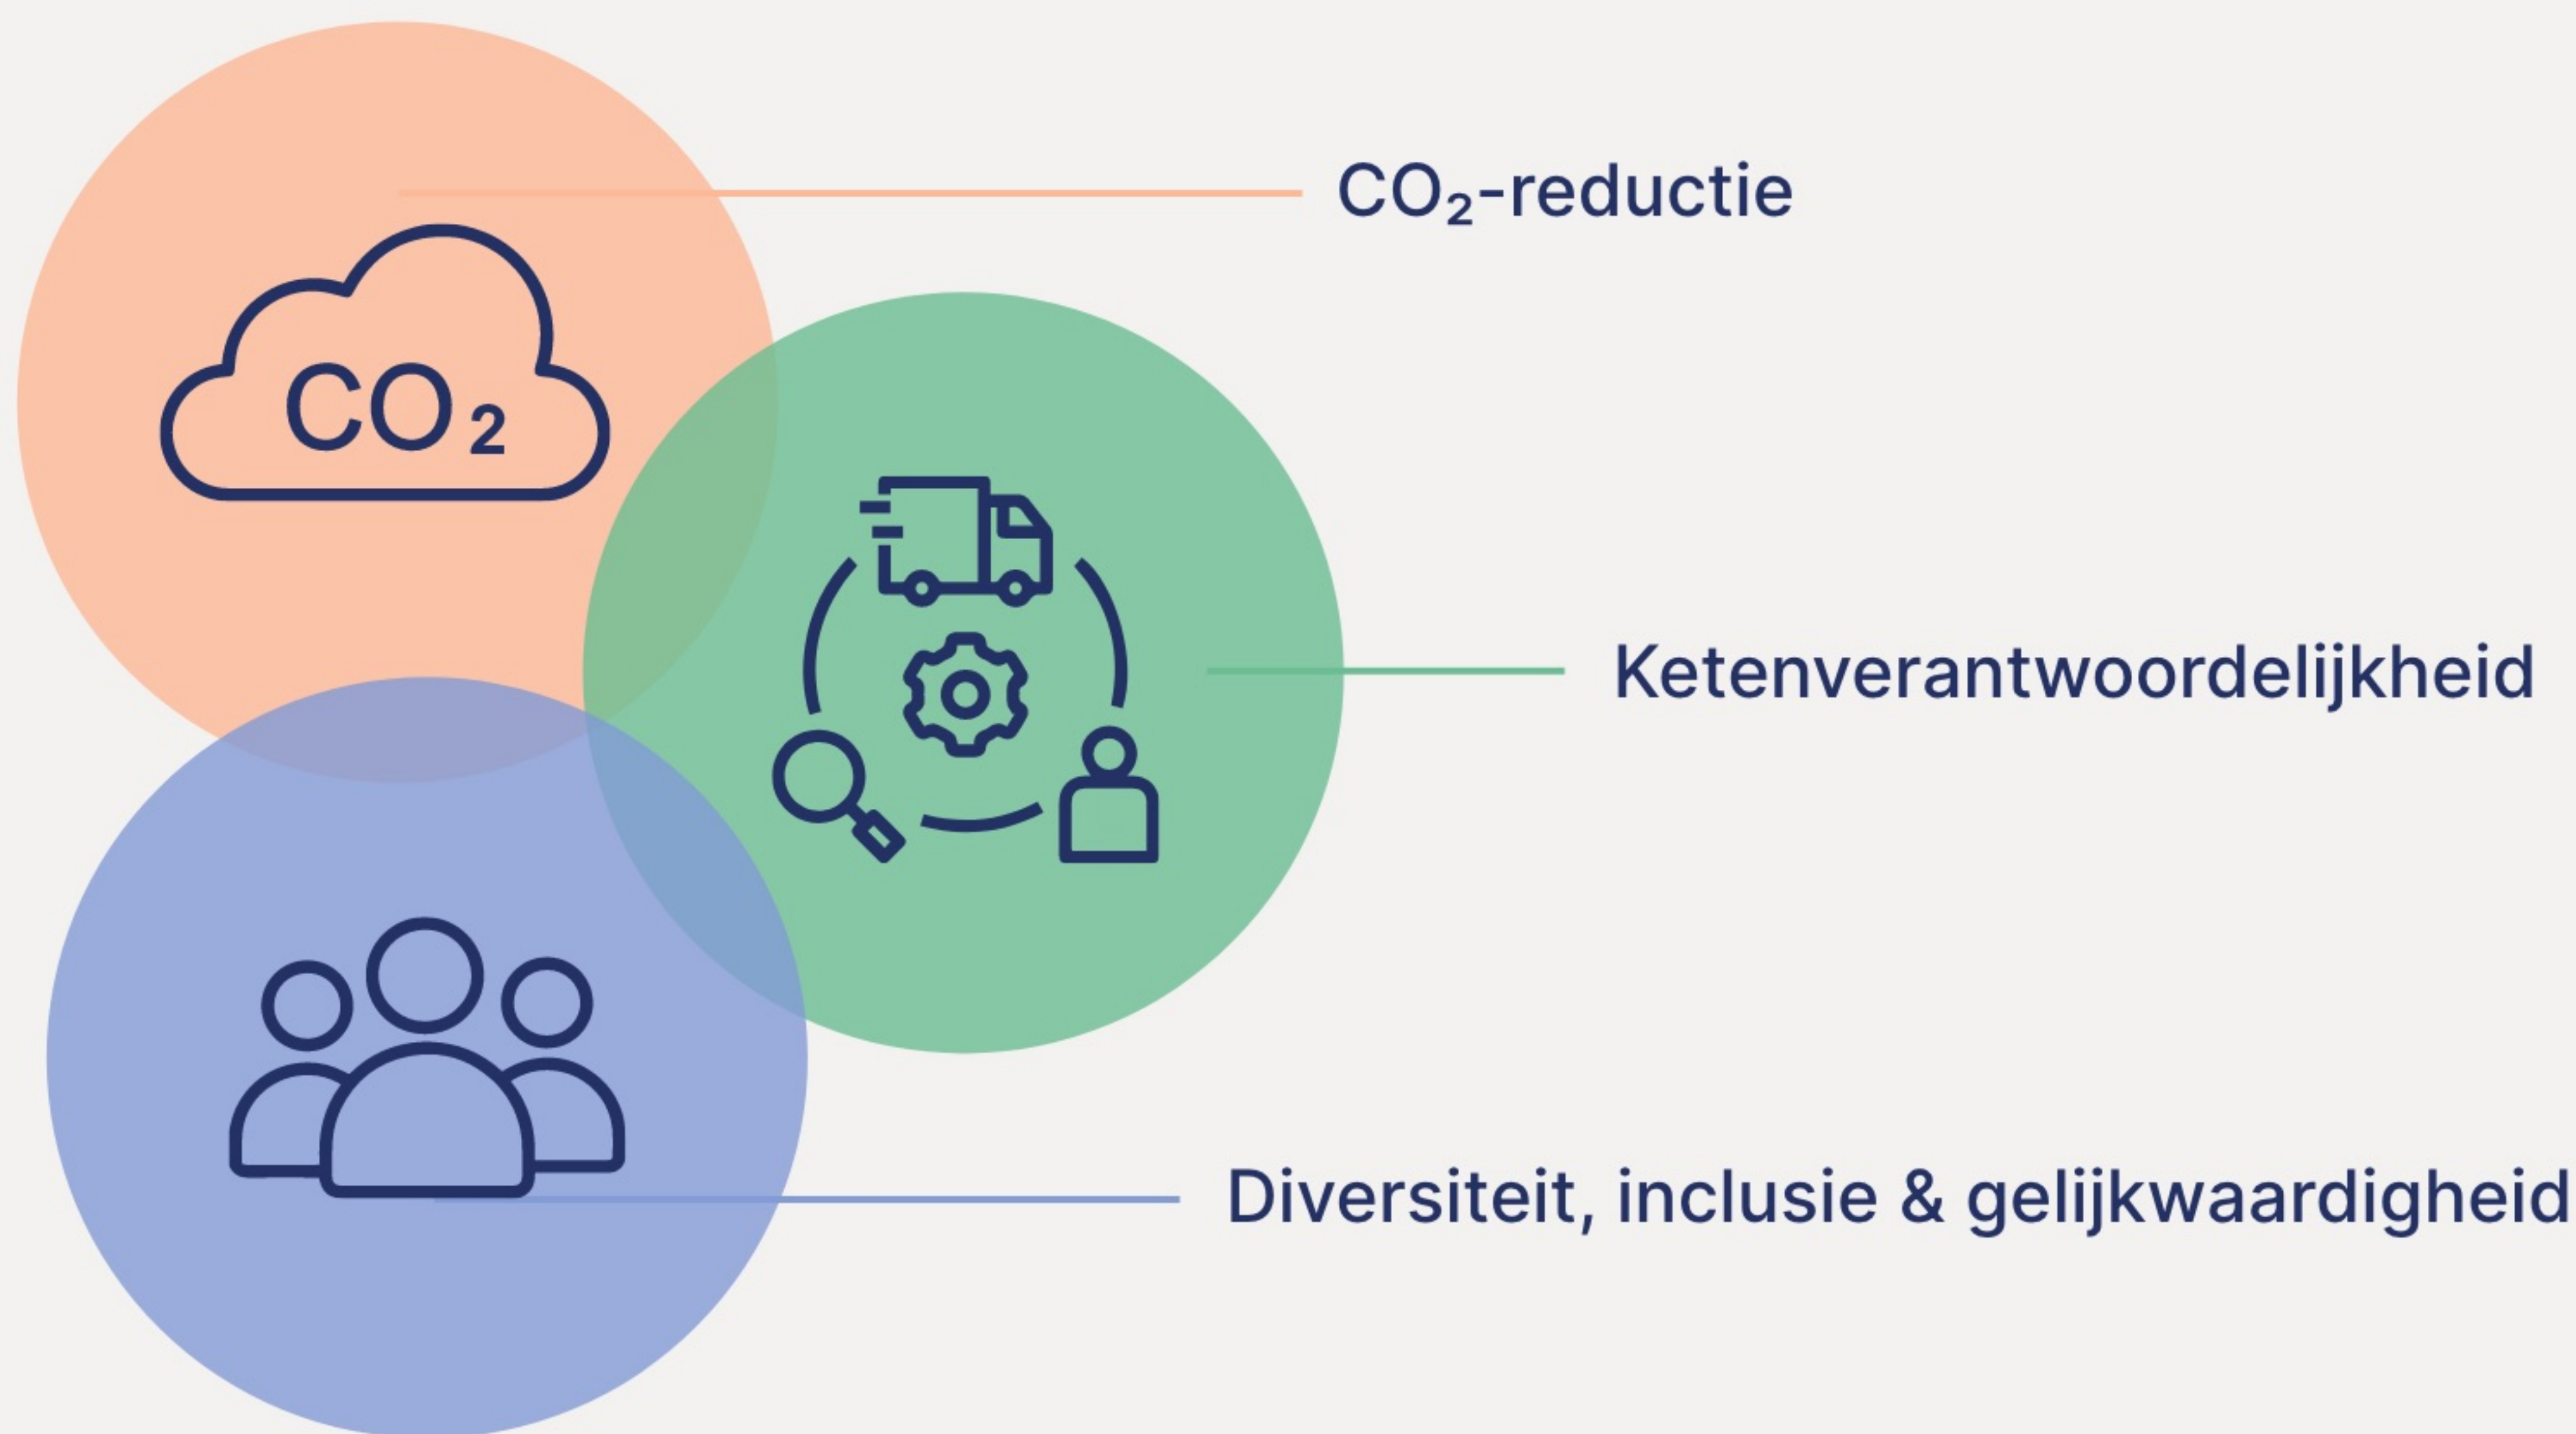 CO₂-reductie
CO₂
Ketenverantwoordelijkheid
Diversiteit, inclusie & gelijkwaardigheid